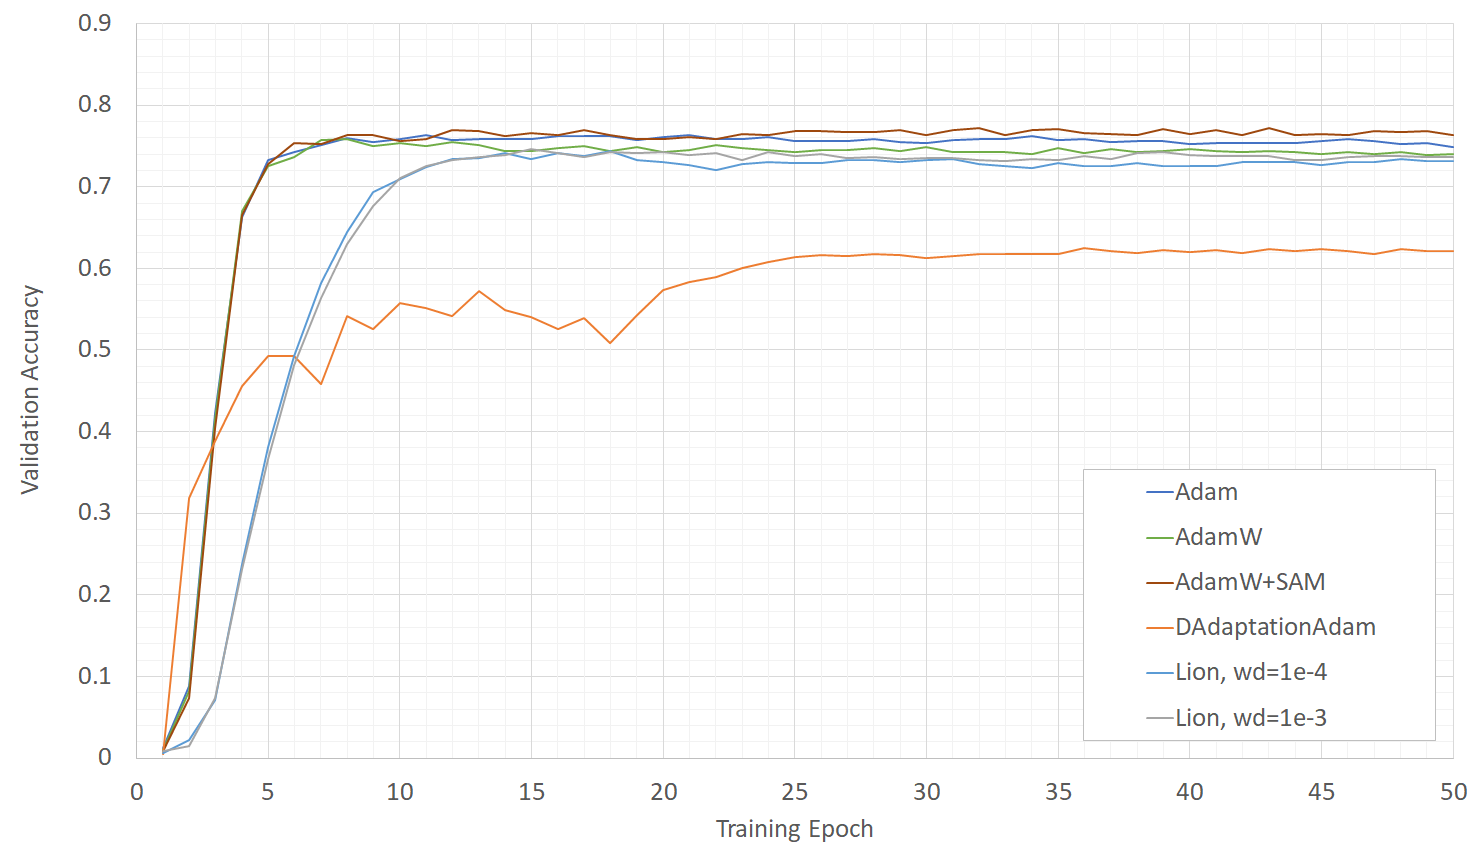 0.9
0.8
0.7
0.6
0.5
0.4
0.3
0.2
0.1
0
Validation Accuracy
Adam
AdamW
AdamW+SAM
DAdaptationAdam
Lion, wd=1e-4
Lion, wd=1e-3
0 5 10 15 20 25 30 35 40 45 50
Training Epoch